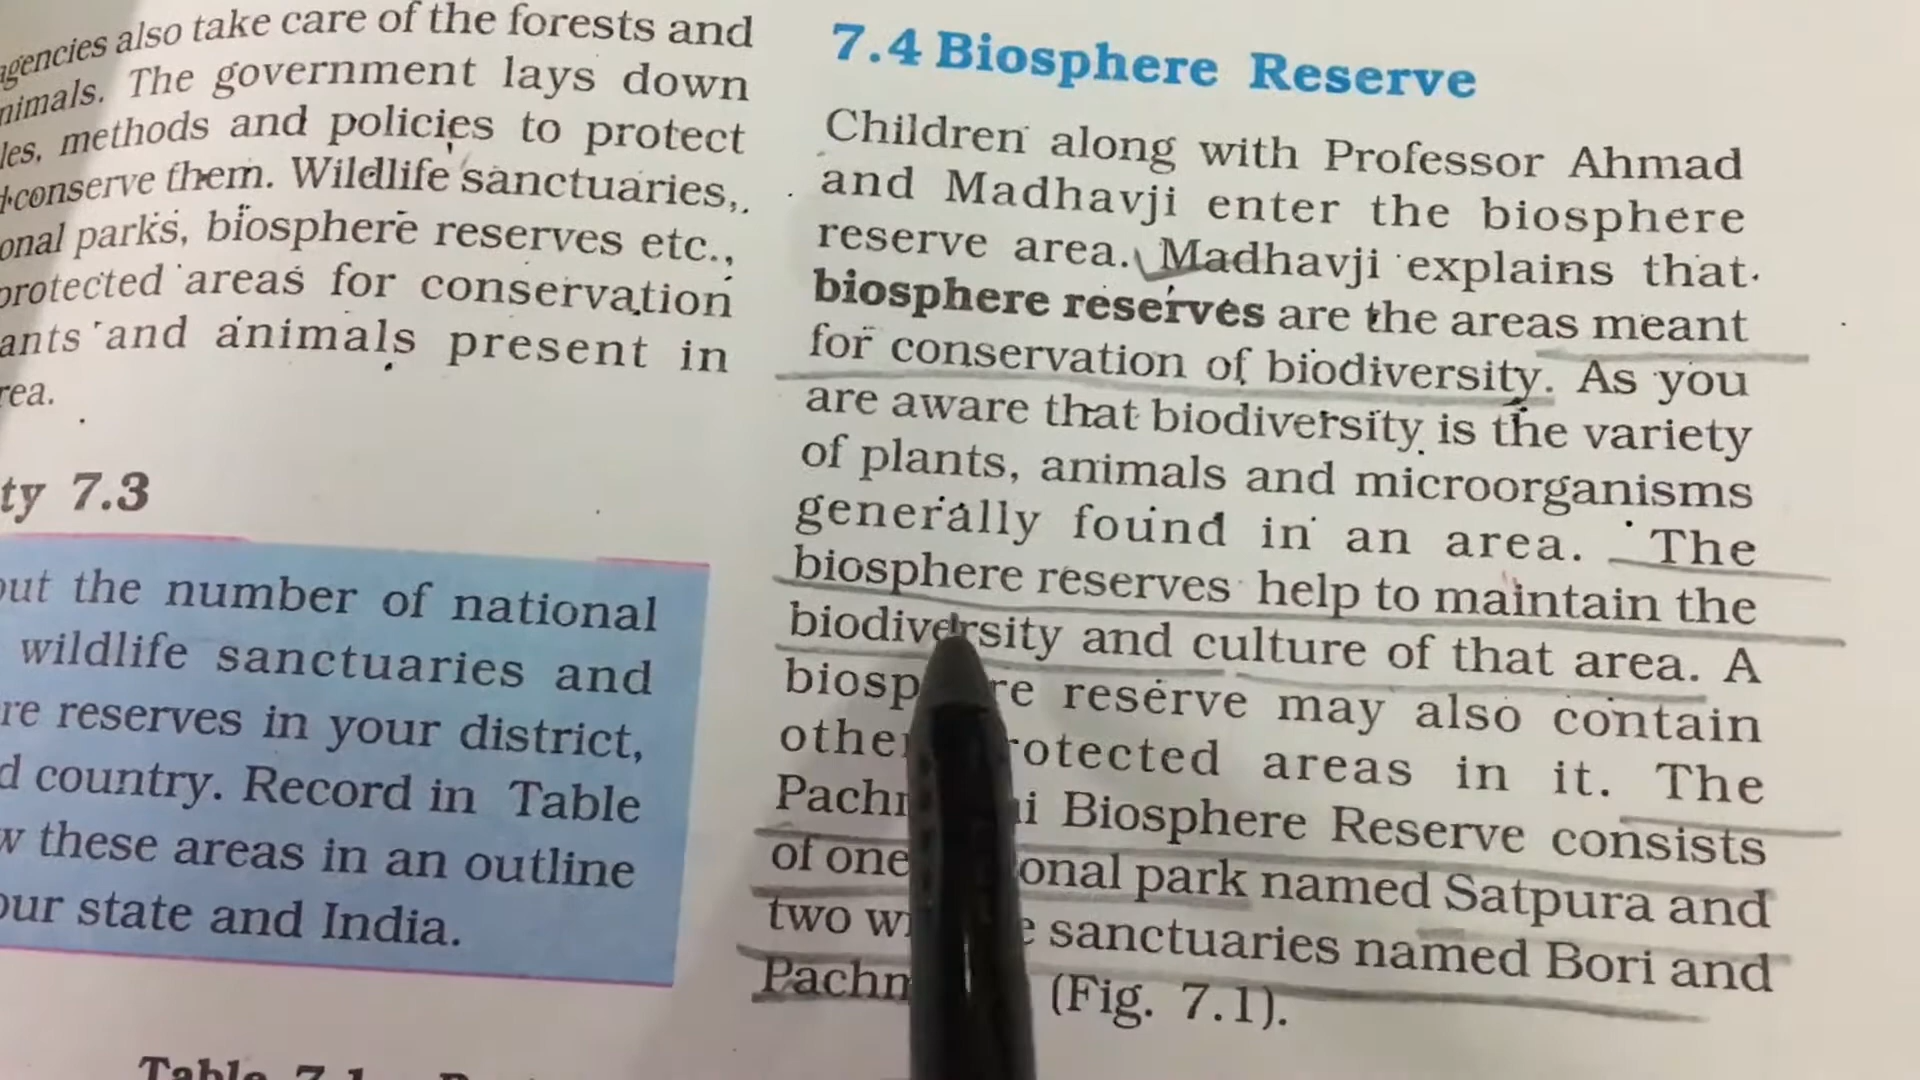 agencies also take care of the forests and
nimals. The government lays down
les, methods and policies to protect
conserve them. Wildlife sanctuaries,
onal parks, biosphere reserves etc.,
protected areas for conservation
ants and animals present in
rea.
ty 7.3
out the number of national
wildlife sanctuaries and
re reserves in your district,
d country. Record in Table
w these areas in an outline
our state and India.
7.4 Biosphere Reserve
Children along with Professor Ahmad
and Madhavji enter the biosphere
reserve area. Madhavji explains that
biosphere reserves are the areas meant
for conservation of biodiversity. As you
are aware that biodiversity is the variety
of plants, animals and microorganisms
generally found in an area. The
biosphere reserves help to maintain the
biodiversity and culture of that area. A
biosp re reserve may also contain
othe rotected areas in it. The
Pach i Biosphere Reserve consists
of one onal park named Satpura and
two w e sanctuaries named Bori and
Pach (Fig. 7.1).
Table 7.1